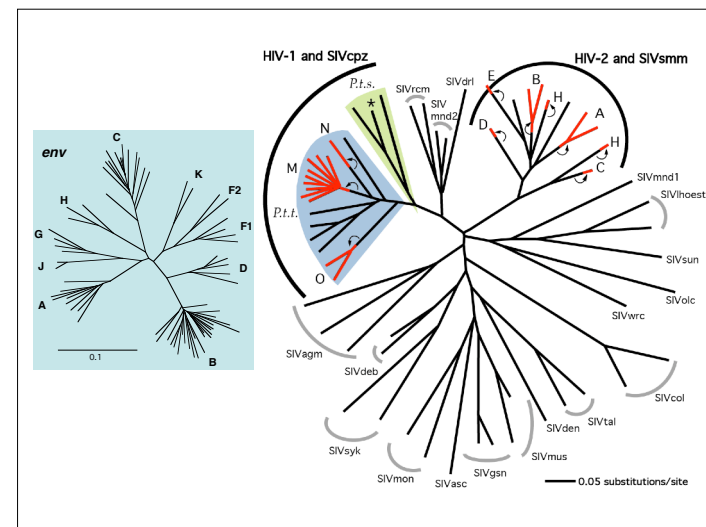 HIV-1 and SIVcpz
HIV-2 and SIVsmm
P.t.s.
*
SIVrcm
SIV
mnd2
SIVdrl
E
B
H
A
D
H
C
N
M
P.t.t.
O
SIVmnd1
SIVlhoest
SIVsun
SIVolc
SIVwrc
SIVcol
SIVtal
SIVden
SIVmus
SIVgsn
SIVasc
SIVmon
SIVsyk
SIVdeb
SIVagm
0.05 substitutions/site
env
C
K
F2
F1
D
B
A
J
G
H
0.1